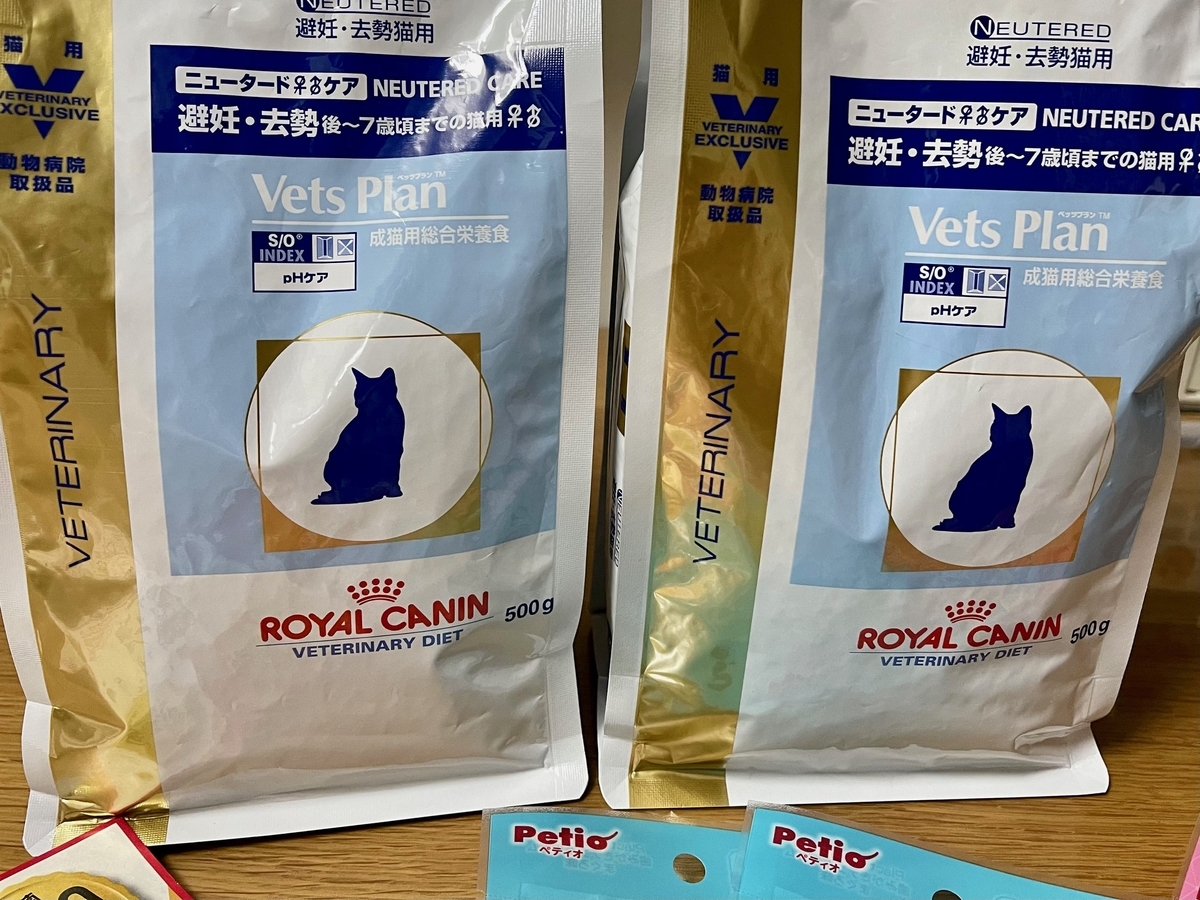 NEUTERED
避妊・去勢猫用
猫 用
VETERINARY
EXCLUSIVE
動物病院
取扱品
VETERINARY
ニュータード♀♂ケア NEUTERED CARE
避妊・去勢後～7歳頃までの猫用♀♂
Vets Plan™
ベッツプラン
S/O®
INDEX
pHケア
成猫用総合栄養食
ROYAL CANIN
VETERINARY DIET
500g
NEUTERED
避妊・去勢猫用
猫 用
VETERINARY
EXCLUSIVE
動物病院
取扱品
VETERINARY
ニュータード♀♂ケア NEUTERED CAR
避妊・去勢後～7歳頃までの猫用♀
Vets Plan™
ベッツプラン
S/O®
INDEX
pHケア
成猫用総合栄養食
ROYAL CANIN
VETERINARY DIET
500g
Petio
ペティオ
Petio
ペティオ